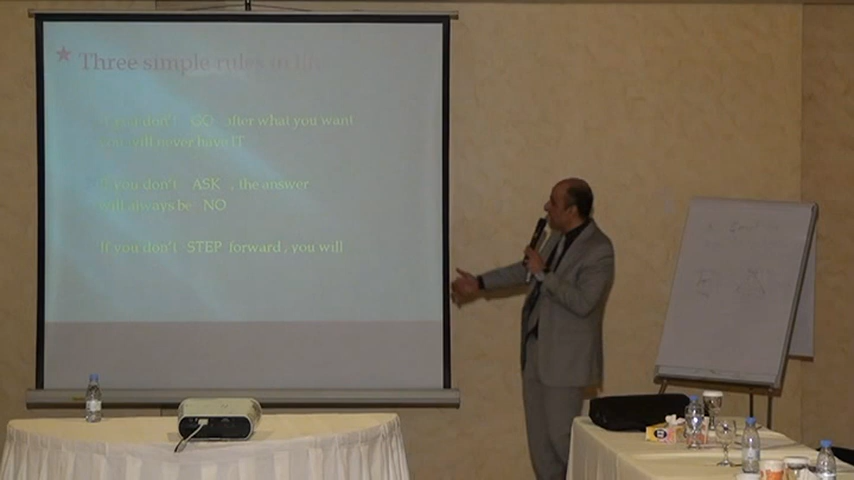 Three simple rules in life
If you don't GO after what you want
you will never have IT
If you don't ASK , the answer
will always be NO
If you don't STEP forward , you will